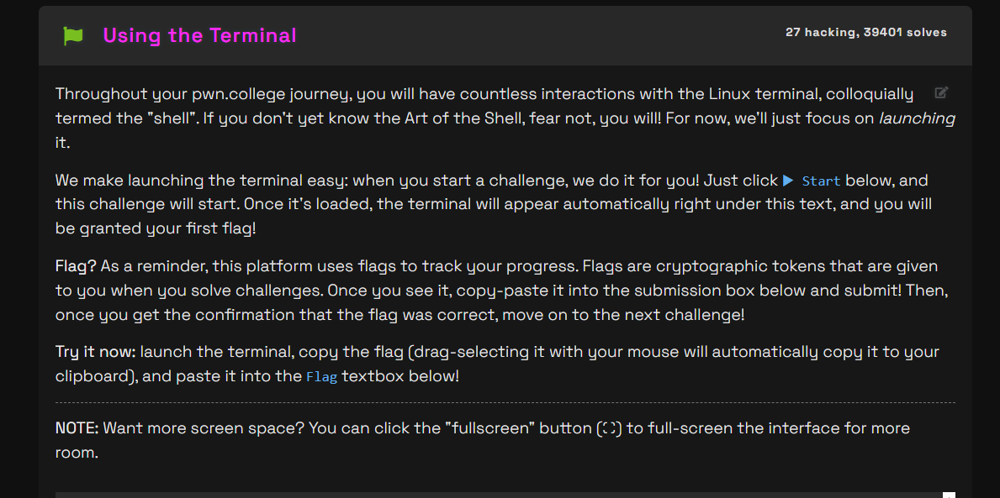 Using the Terminal
27 hacking, 39401 solves
Throughout your pwn.college journey, you will have countless interactions with the Linux terminal, colloquially
termed the "shell". If you don't yet know the Art of the Shell, fear not, you will! For now, we'll just focus on launching
it.
We make launching the terminal easy: when you start a challenge, we do it for you! Just click Start below, and
this challenge will start. Once it's loaded, the terminal will appear automatically right under this text, and you will
be granted your first flag!
Flag? As a reminder, this platform uses flags to track your progress. Flags are cryptographic tokens that are given
to you when you solve challenges. Once you see it, copy-paste it into the submission box below and submit! Then,
once you get the confirmation that the flag was correct, move on to the next challenge!
Try it now: launch the terminal, copy the flag (drag-selecting it with your mouse will automatically copy it to your
clipboard), and paste it into the Flag textbox below!
NOTE: Want more screen space? You can click the "fullscreen" button (⛶) to full-screen the interface for more
room.